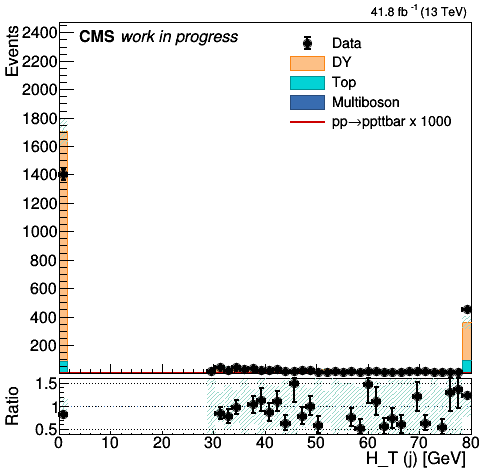 41.8 fb⁻¹ (13 TeV)
CMS work in progress
Data
DY
Top
Multiboson
pp→ppttbar x 1000
Events
2400
2200
2000
1800
1600
1400
1200
1000
800
600
400
200
Ratio
1.5
1
0.5
0 10 20 30 40 50 60 70 80
H_T (j) [GeV]